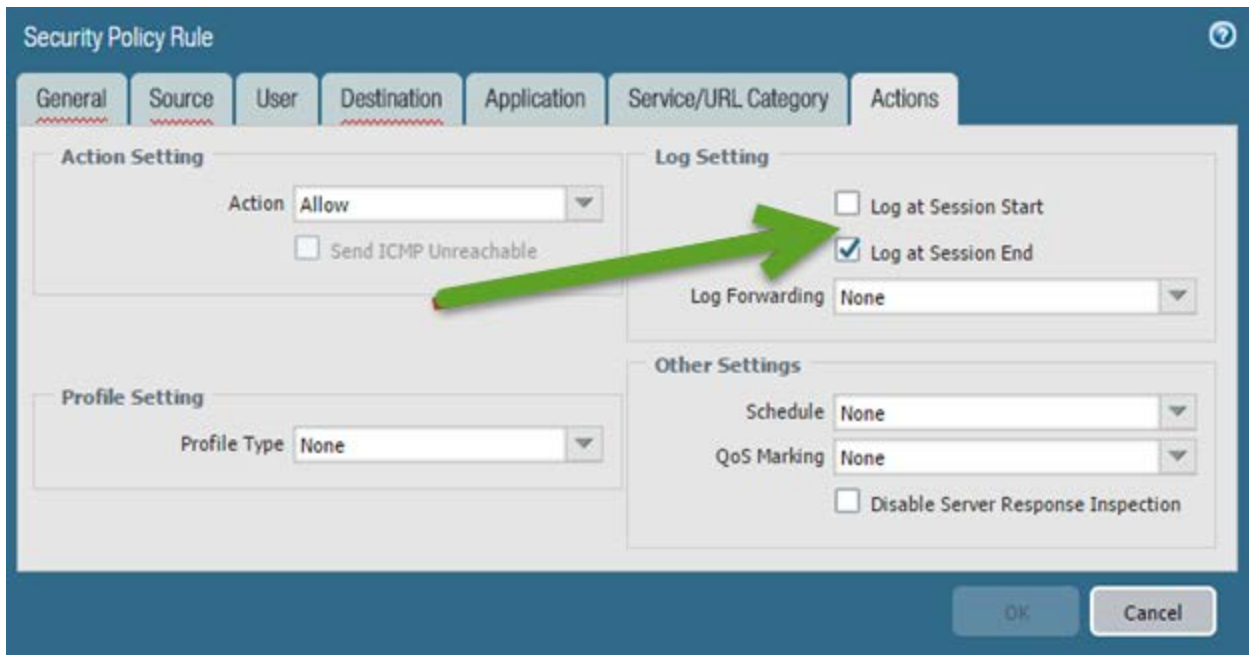 Security Policy Rule
General Source User Destination Application Service/URL Category Actions
Action Setting
Action Allow
Send ICMP Unreachable
Log Setting
Log at Session Start
Log at Session End
Log Forwarding None
Profile Setting
Profile Type None
Other Settings
Schedule None
QoS Marking None
Disable Server Response Inspection
OK Cancel